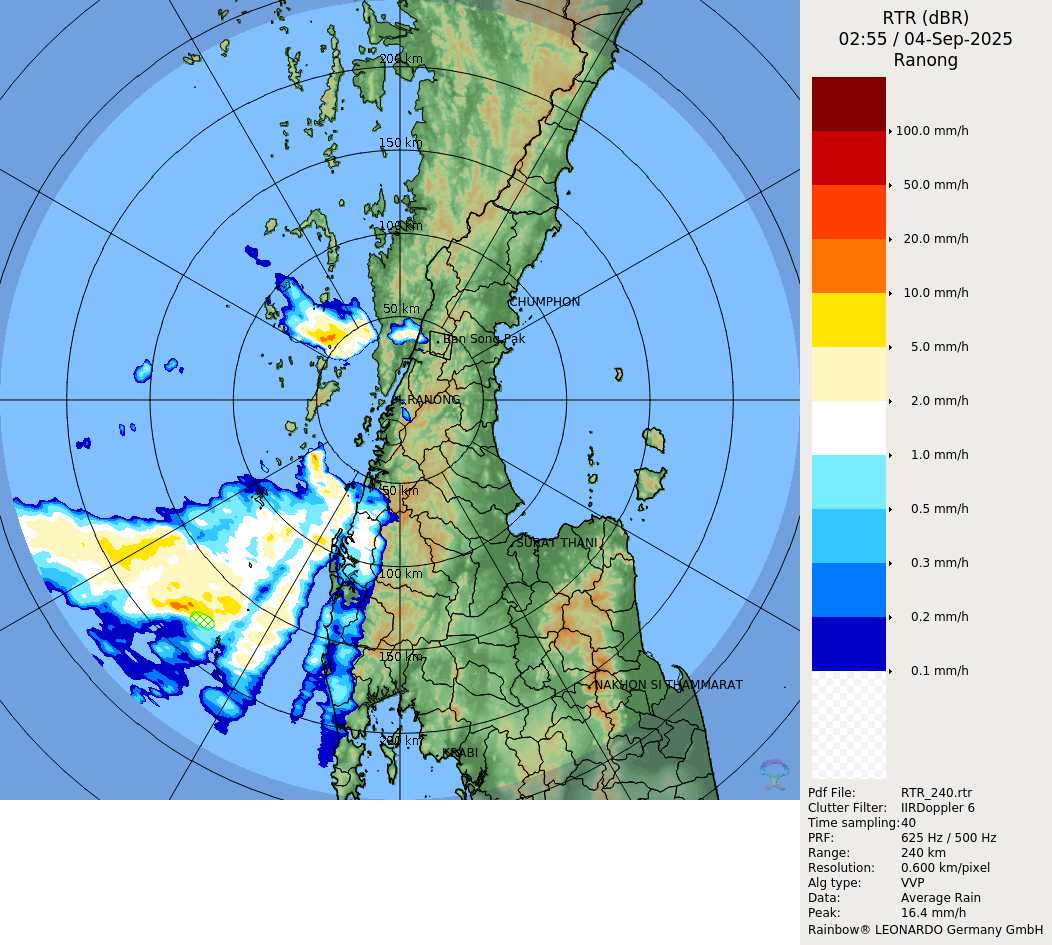 RTR (dBR)
02:55 / 04-Sep-2025
Ranong
100.0 mm/h
50.0 mm/h
20.0 mm/h
10.0 mm/h
5.0 mm/h
2.0 mm/h
1.0 mm/h
0.5 mm/h
0.3 mm/h
0.2 mm/h
0.1 mm/h
200 km
150 km
100 km
50 km
CHUMPHON
Ban Song Pak
RANONG
50 km
SURAT THANI
100 km
150 km
NAKHON SI THAMMARAT
200 km
KRABI
Pdf File: RTR_240.rtr
Clutter Filter: IIRDoppler 6
Time sampling: 40
PRF: 625 Hz / 500 Hz
Range: 240 km
Resolution: 0.600 km/pixel
Alg type: VVP
Data: Average Rain
Peak: 16.4 mm/h
Rainbow® LEONARDO Germany GmbH